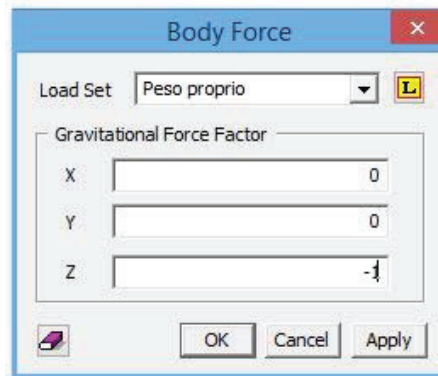 Body Force
×
Load Set Peso proprio L
Gravitational Force Factor
X 0
Y 0
Z -1
OK Cancel Apply